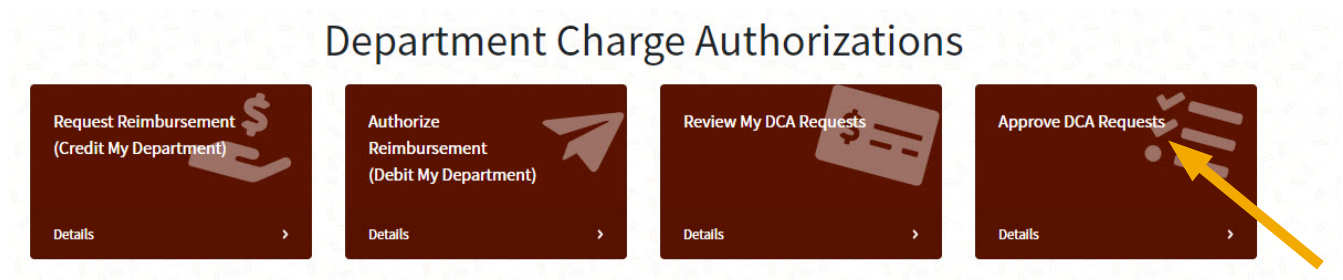 Department Charge Authorizations
Request Reimbursement
(Credit My Department)
Details
Authorize
Reimbursement
(Debit My Department)
Details
Review My DCA Requests
Details
Approve DCA Requests
Details